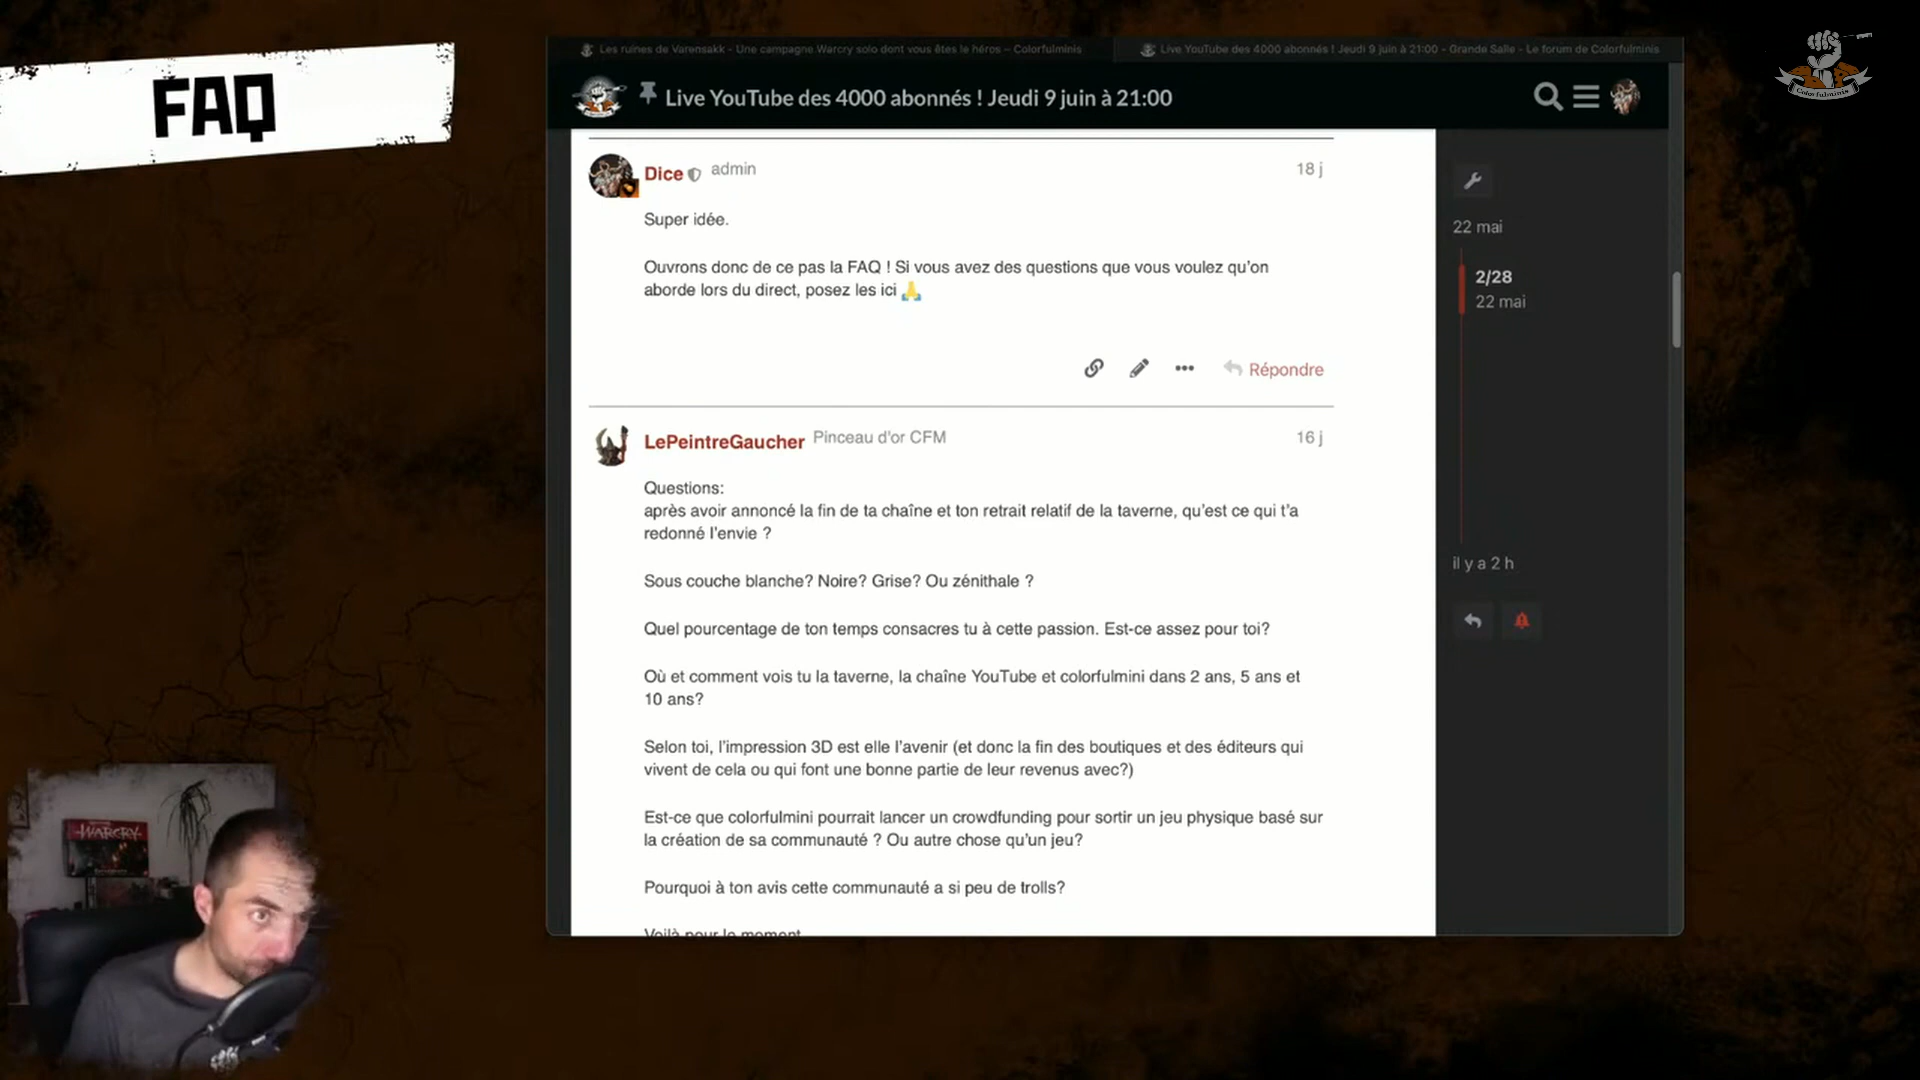 FAQ
Les ruines de Varensakk - Une campagne Warcry solo dont vous êtes le héros – Colorfulminis
Live YouTube des 4000 abonnés ! Jeudi 9 juin à 21:00 - Grande Salle - Le forum de Colorfulminis
Live YouTube des 4000 abonnés ! Jeudi 9 juin à 21:00
Colorfulminis
Dice admin 18 j
Super idée.
Ouvrons donc de ce pas la FAQ ! Si vous avez des questions que vous voulez qu'on
aborde lors du direct, posez les ici 🙏
Répondre
LePeintreGaucher Pinceau d'or CFM 16 j
Questions:
après avoir annoncé la fin de ta chaîne et ton retrait relatif de la taverne, qu'est ce qui t'a
redonné l'envie ?
Sous couche blanche? Noire? Grise? Ou zénithale ?
Quel pourcentage de ton temps consacres tu à cette passion. Est-ce assez pour toi?
Où et comment vois tu la taverne, la chaîne YouTube et colorfulmini dans 2 ans, 5 ans et
10 ans?
Selon toi, l'impression 3D est elle l'avenir (et donc la fin des boutiques et des éditeurs qui
vivent de cela ou qui font une bonne partie de leur revenus avec?)
Est-ce que colorfulmini pourrait lancer un crowdfunding pour sortir un jeu physique basé sur
la création de sa communauté ? Ou autre chose qu'un jeu?
Pourquoi à ton avis cette communauté a si peu de trolls?
Voilà pour le moment
22 mai
2/28
22 mai
il y a 2 h
WARCRY